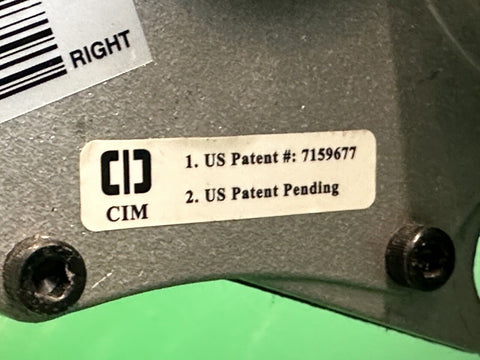 RIGHT
1. US Patent #: 7159677
2. US Patent Pending
CIM